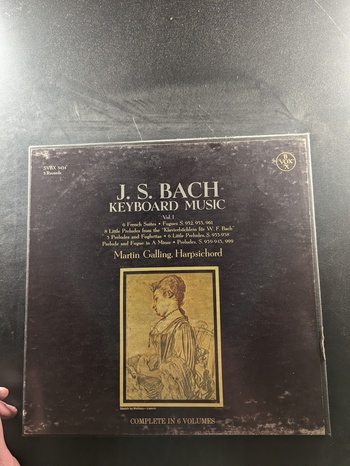 SVBX 5434
3 Records
VOX
J. S. BACH
KEYBOARD MUSIC
Vol. 1
6 French Suites • Fugues S. 952, 953, 961
8 Little Preludes from the "Klavierbüchlein für W. F. Bach"
3 Preludes and Fughettas • 6 Little Preludes, S. 933-938
Prelude and Fugue in A Minor • Preludes, S. 939-943, 999
Martin Galling, Harpsichord
COMPLETE IN 6 VOLUMES